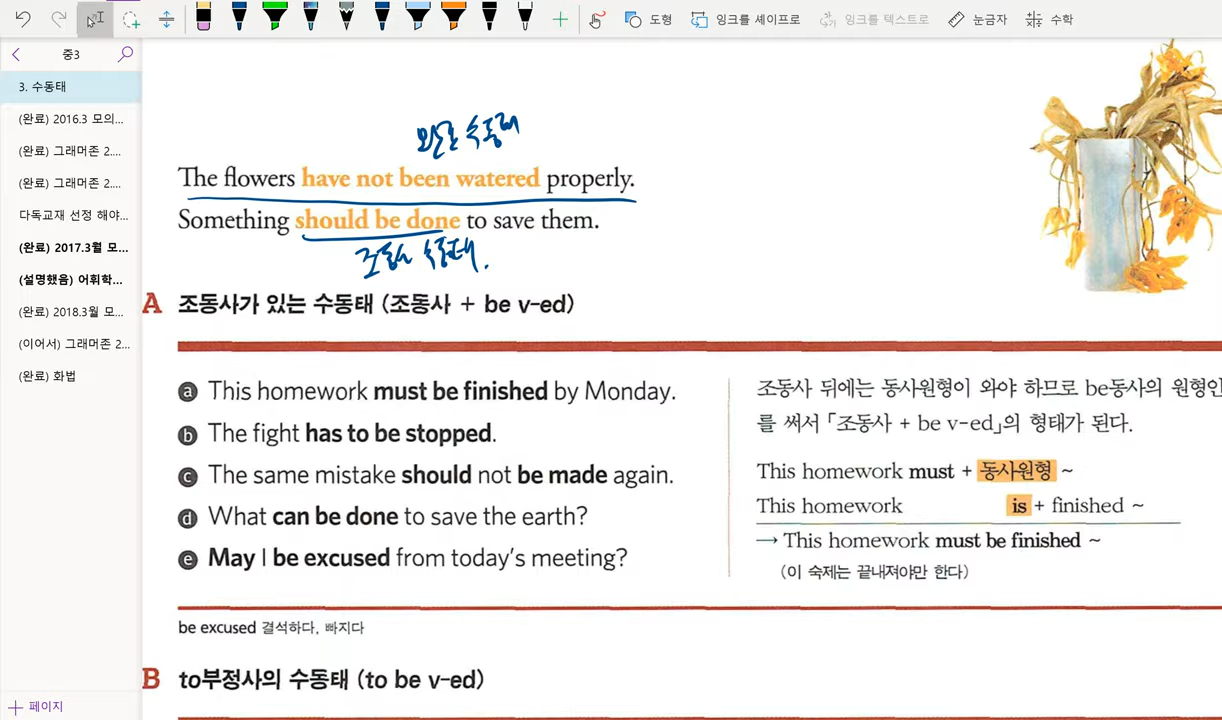 도형
잉크를 셰이프로
잉크를 텍스트로
눈금자
수학
중3
3. 수동태
(완료) 2016.3 모의...
(완료) 그래머존 2....
(완료) 그래머존 2....
다독교재 선정 해야...
(완료) 2017.3월 모...
(설명했음) 어휘학...
(완료) 2018.3월 모...
(이어서) 그래머존 2...
(완료) 화법
페이지
완료 수동태
The flowers have not been watered properly.
Something should be done to save them.
조동사 수동태.
A 조동사가 있는 수동태 (조동사 + be v-ed)
a This homework must be finished by Monday.
b The fight has to be stopped.
c The same mistake should not be made again.
d What can be done to save the earth?
e May I be excused from today's meeting?
조동사 뒤에는 동사원형이 와야 하므로 be동사의 원형인
를 써서 「조동사 + be v-ed」의 형태가 된다.
This homework must + 동사원형 ~
This homework is + finished ~
→ This homework must be finished ~
(이 숙제는 끝내져야만 한다)
be excused 결석하다, 빠지다
B to부정사의 수동태 (to be v-ed)